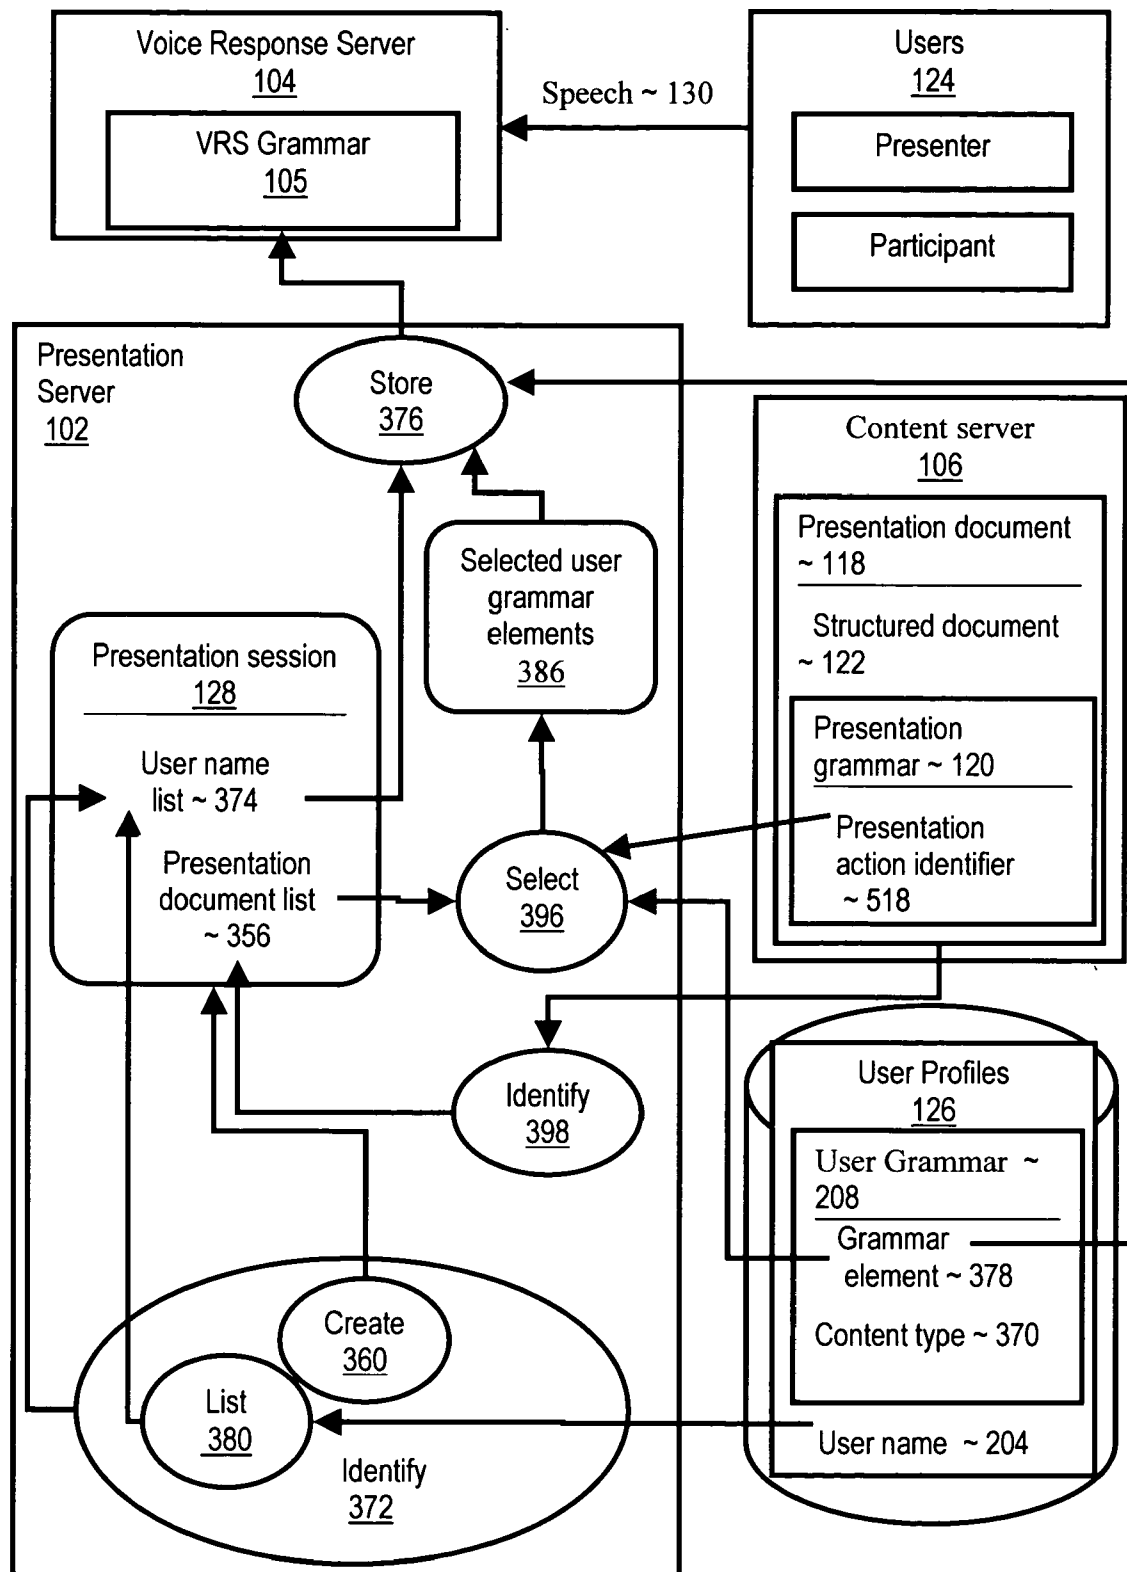 Voice Response Server
104
VRS Grammar
105
Speech ~ 130
Users
124
Presenter
Participant
Presentation
Server
102
Store
376
Content server
106
Presentation document
~ 118
Structured document
~ 122
Presentation
grammar ~ 120
Presentation
action identifier
~ 518
Selected user
grammar
elements
386
Presentation session
128
User name
list ~ 374
Presentation
document list
~ 356
Select
396
Identify
398
User Profiles
126
User Grammar ~
208
Grammar
element ~ 378
Content type ~ 370
User name ~ 204
Create
360
List
380
Identify
372